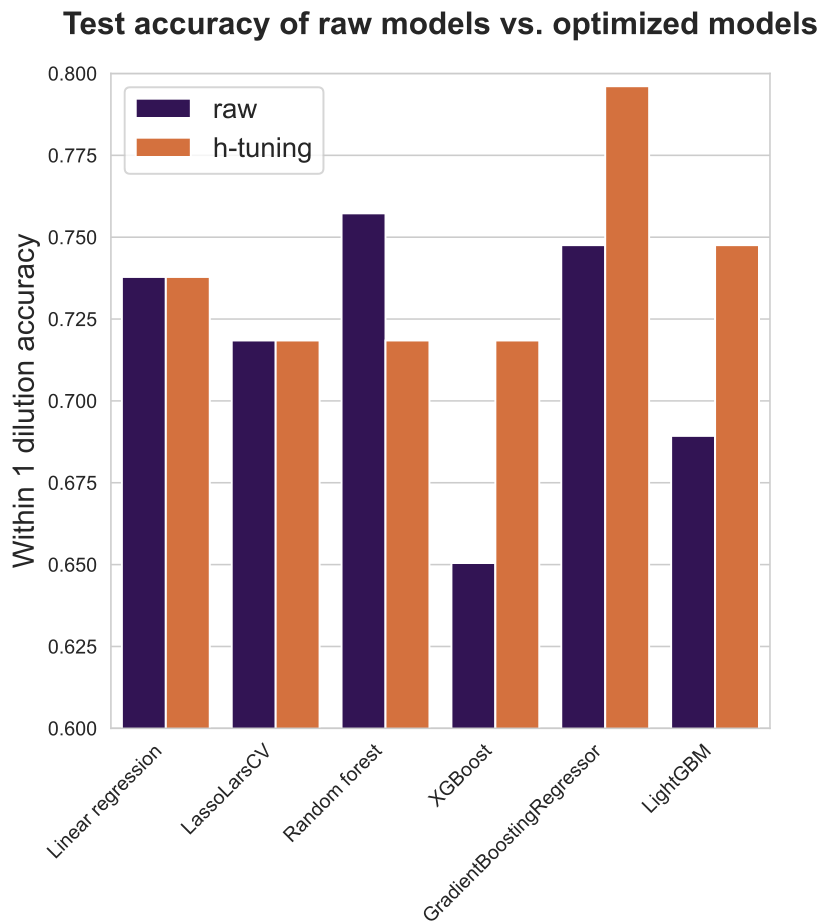 Test accuracy of raw models vs. optimized models
raw
h-tuning
Within 1 dilution accuracy
0.800
0.775
0.750
0.725
0.700
0.675
0.650
0.625
0.600
Linear regression
LassoLarsCV
Random forest
XGBoost
GradientBoostingRegressor
LightGBM